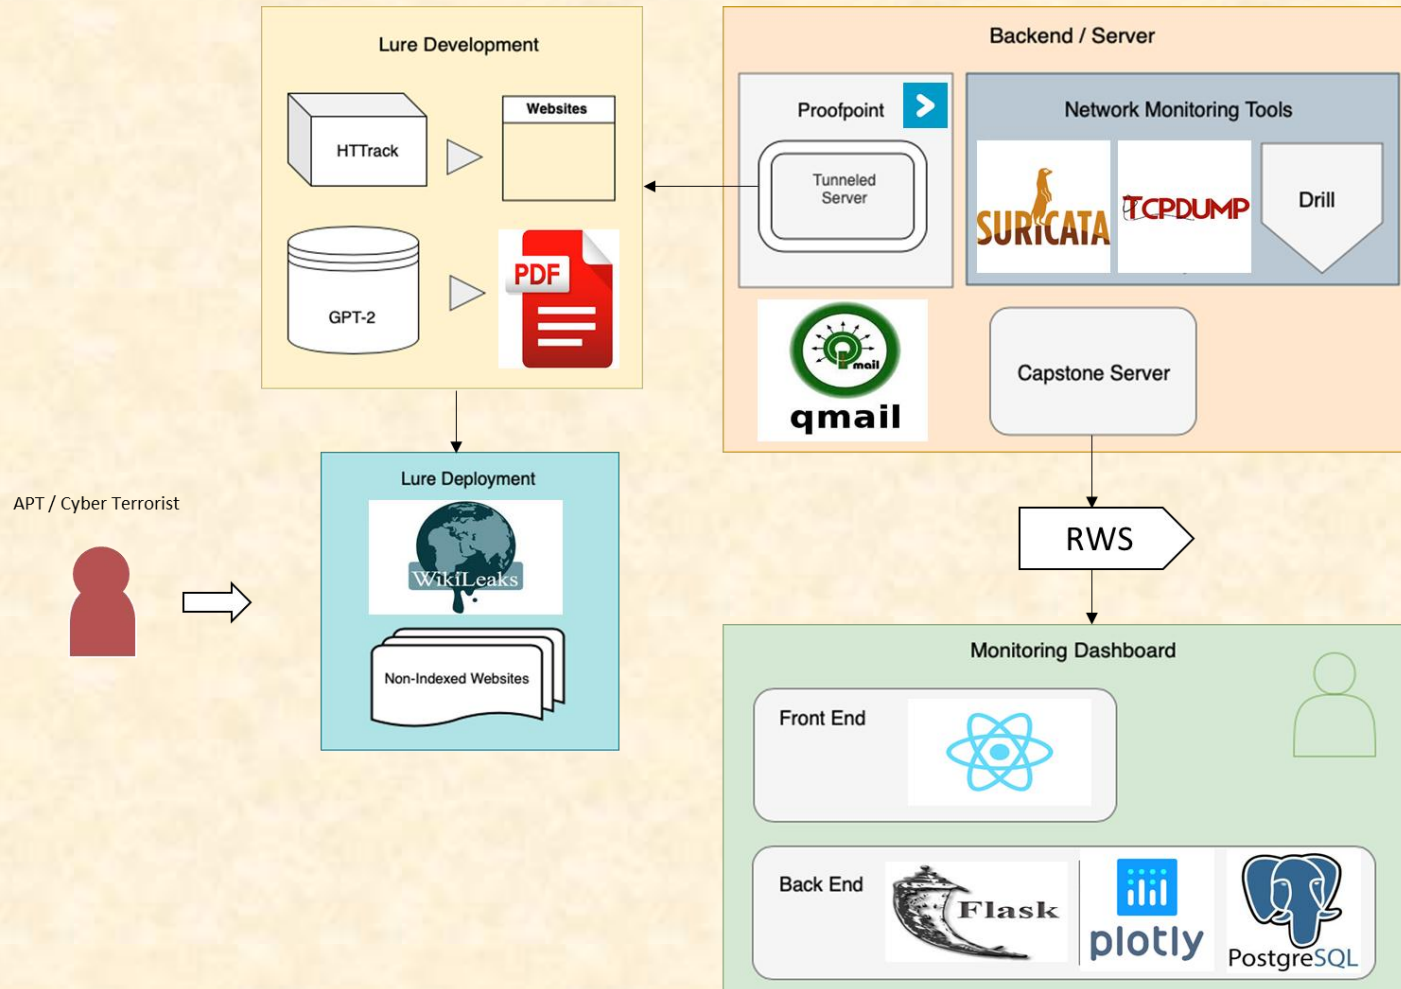 Lure Development
HTTrack
Websites
GPT-2
PDF
Backend / Server
Proofpoint
Tunneled
Server
Network Monitoring Tools
SURICATA
TCPDUMP
Drill
Qmail
qmail
Capstone Server
APT / Cyber Terrorist
Lure Deployment
WikiLeaks
Non-Indexed Websites
RWS
Monitoring Dashboard
Front End
Back End
Flask
plotly
PostgreSQL